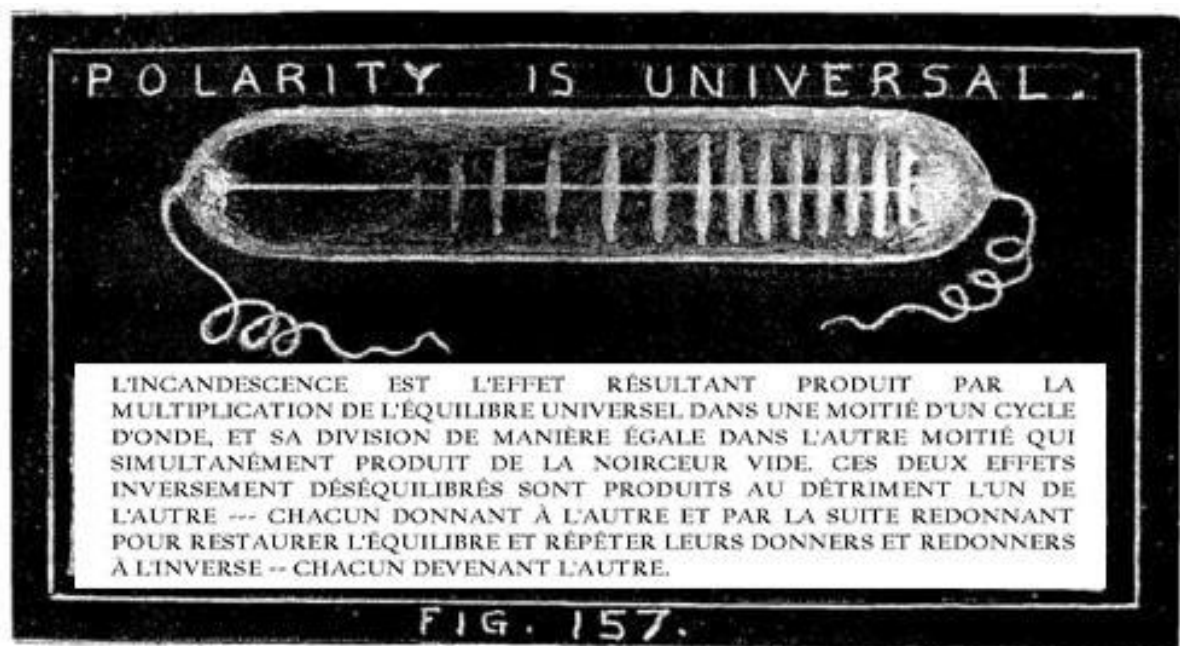 POLARITY IS UNIVERSAL.
L'INCANDESCENCE EST L'EFFET RÉSULTANT PRODUIT PAR LA
MULTIPLICATION DE L'ÉQUILIBRE UNIVERSEL DANS UNE MOITIÉ D'UN CYCLE
D'ONDE, ET SA DIVISION DE MANIÈRE ÉGALE DANS L'AUTRE MOITIÉ QUI
SIMULTANÉMENT PRODUIT DE LA NOIRCEUR VIDE. CES DEUX EFFETS
INVERSEMENT DÉSÉQUILIBRÉS SONT PRODUITS AU DÉTRIMENT L'UN DE
L'AUTRE --- CHACUN DONNANT À L'AUTRE ET PAR LA SUITE REDONNANT
POUR RESTAURER L'ÉQUILIBRE ET RÉPÉTER LEURS DONNERS ET REDONNERS
À L'INVERSE -- CHACUN DEVENANT L'AUTRE.
FIG. 157.